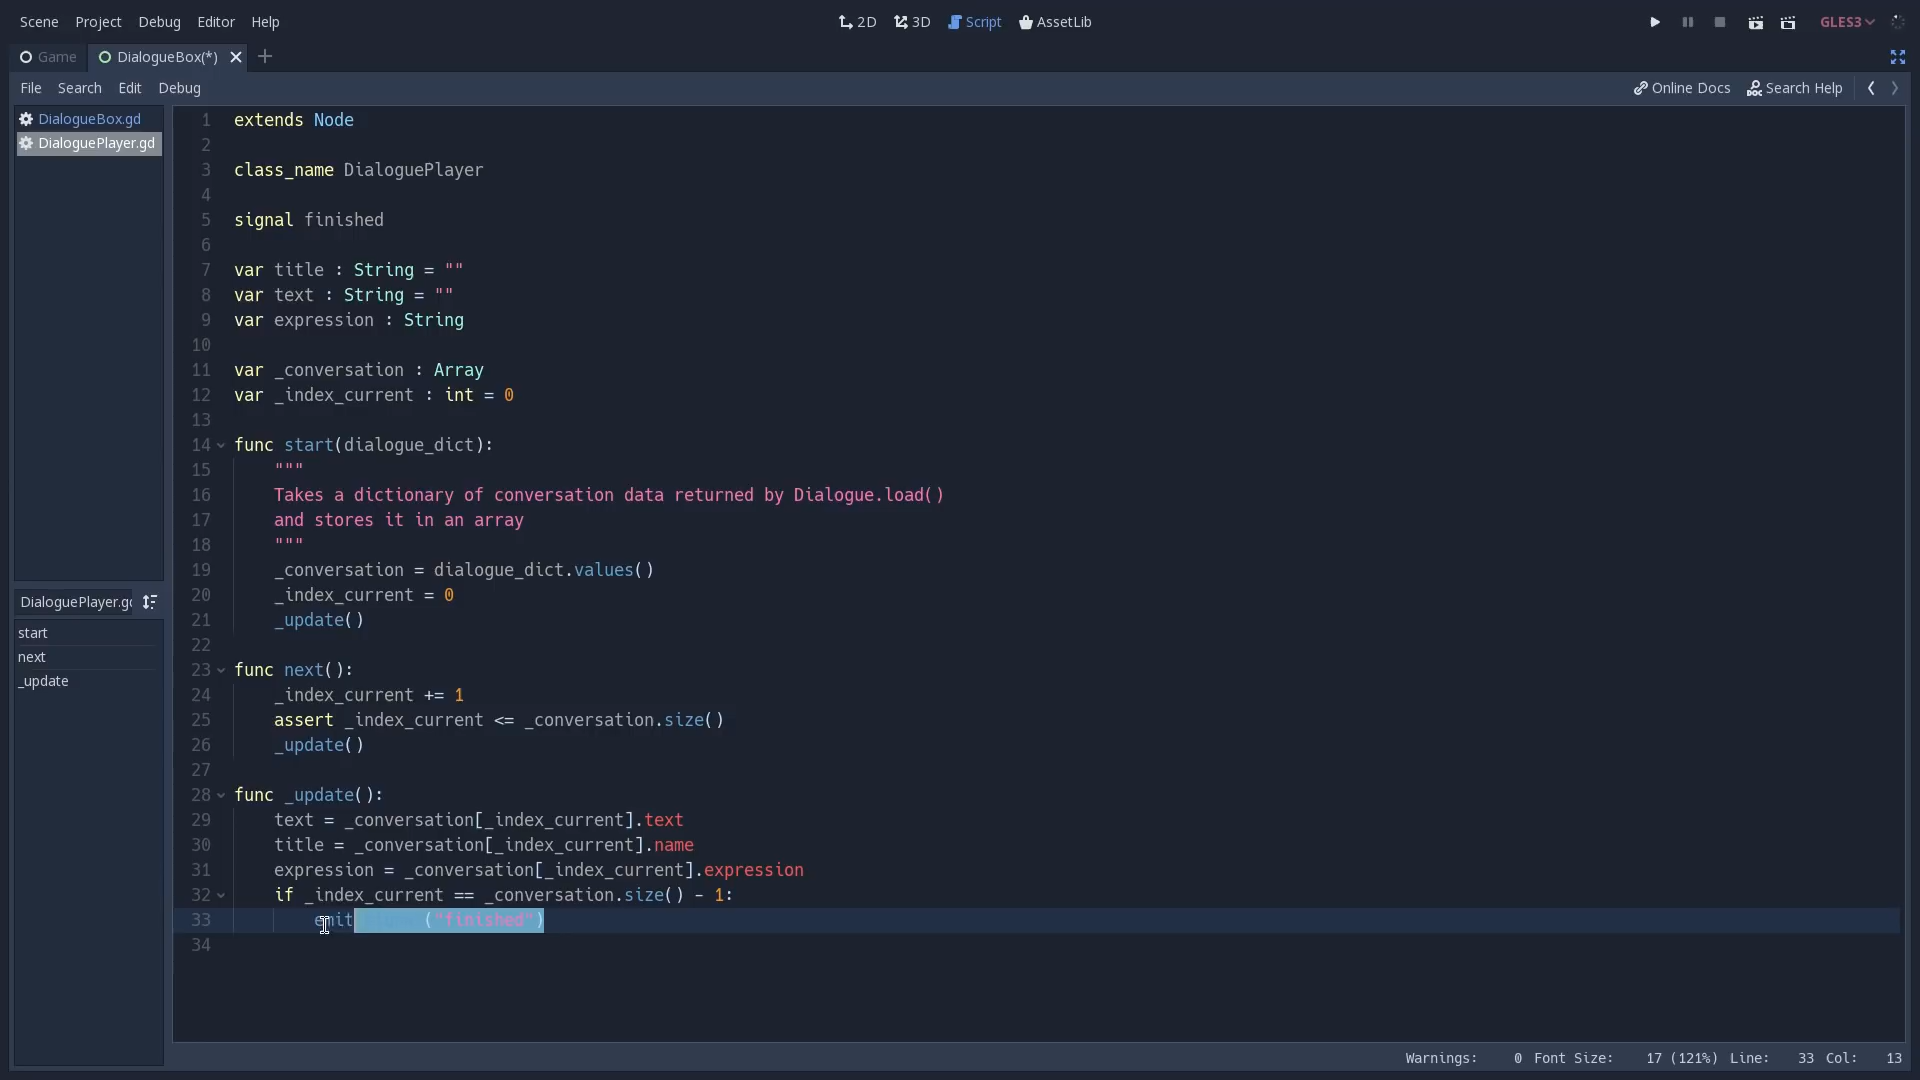 Scene Project Debug Editor Help 2D 3D Script AssetLib GLES3
Game DialogueBox(*)
File Search Edit Debug Online Docs Search Help
DialogueBox.gd
DialoguePlayer.gd
1 extends Node
2
3 class_name DialoguePlayer
4
5 signal finished
6
7 var title : String = ""
8 var text : String = ""
9 var expression : String
10
11 var _conversation : Array
12 var _index_current : int = 0
13
14 func start(dialogue_dict):
15 """
16 Takes a dictionary of conversation data returned by Dialogue.load()
17 and stores it in an array
18 """
19 _conversation = dialogue_dict.values()
20 _index_current = 0
21 _update()
22
23 func next():
24 _index_current += 1
25 assert _index_current <= _conversation.size()
26 _update()
27
28 func _update():
29 text = _conversation[_index_current].text
30 title = _conversation[_index_current].name
31 expression = _conversation[_index_current].expression
32 if _index_current == _conversation.size() - 1:
33 emit_signal("finished")
34
DialoguePlayer.gd
start
next
_update
Warnings: 0 Font Size: 17 (121%) Line: 33 Col: 13